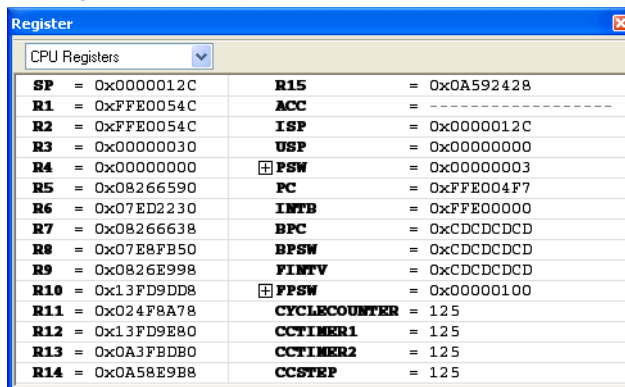 Register
CPU Registers
SP = 0x0000012C R15 = 0x0A592428
R1 = 0xFFE0054C ACC = ------------------
R2 = 0xFFE0054C ISP = 0x0000012C
R3 = 0x00000030 USP = 0x00000000
R4 = 0x00000000 PSW = 0x00000003
R5 = 0x08266590 PC = 0xFFE004F7
R6 = 0x07ED2230 INTB = 0xFFE00000
R7 = 0x08266638 BPC = 0xCDCDCDCD
R8 = 0x07E8FB50 BPSW = 0xCDCDCDCD
R9 = 0x0826E998 FINTV = 0xCDCDCDCD
R10 = 0x13FD9DD8 FPSW = 0x00000100
R11 = 0x024F8A78 CYCLECOUNTER = 125
R12 = 0x13FD9E80 CCTIMER1 = 125
R13 = 0x0A3FBDB0 CCTIMER2 = 125
R14 = 0x0A58E9B8 CCSTEP = 125